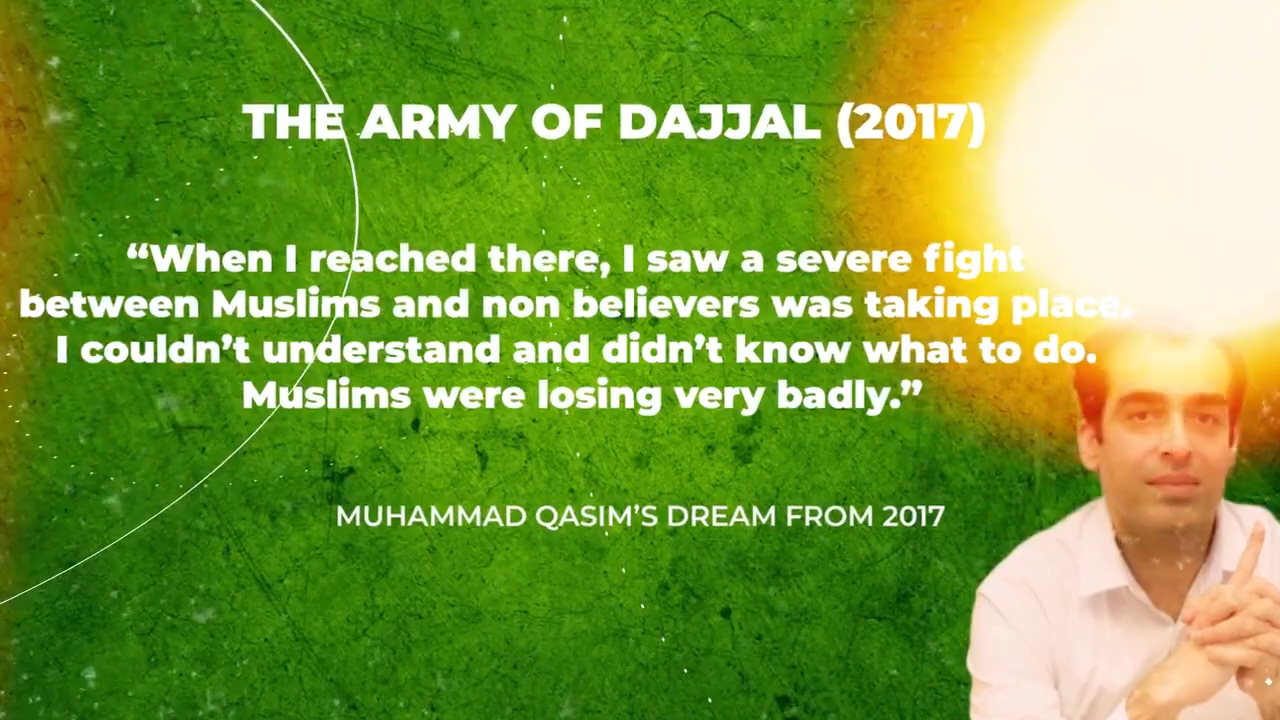 THE ARMY OF DAJJAL (2017)
“When I reached there, I saw a severe fight
between Muslims and non believers was taking place.
I couldn’t understand and didn’t know what to do.
Muslims were losing very badly.”
MUHAMMAD QASIM’S DREAM FROM 2017